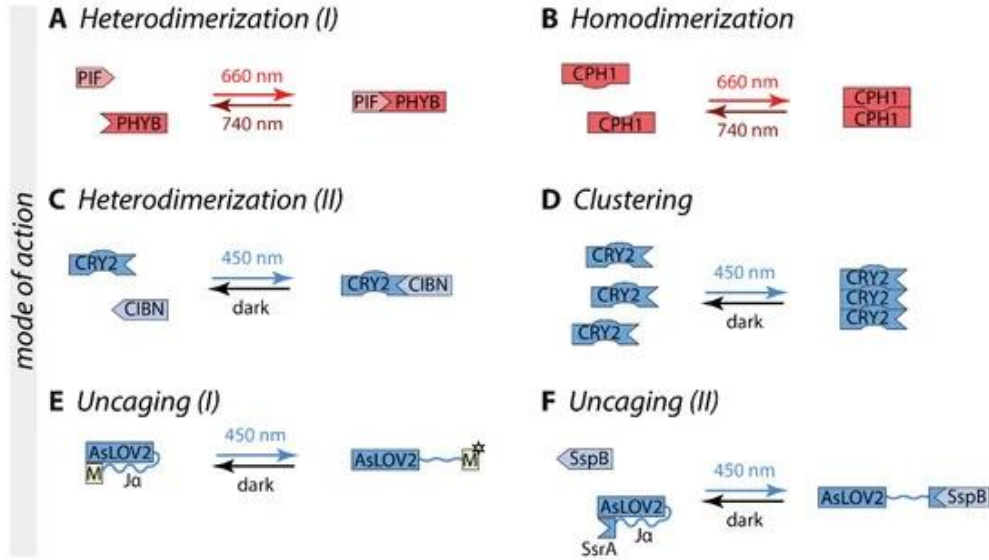 mode of action
A Heterodimerization (I)
PIF
PHYB
660 nm
740 nm
PIF PHYB
B Homodimerization
CPH1
CPH1
660 nm
740 nm
CPH1
CPH1
C Heterodimerization (II)
CRY2
CIBN
450 nm
dark
CRY2 CIBN
D Clustering
CRY2
CRY2
CRY2
450 nm
dark
CRY2
CRY2
CRY2
E Uncaging (I)
AsLOV2
M
Jα
450 nm
dark
AsLOV2
M
F Uncaging (II)
SspB
AsLOV2
SsrA
Jα
450 nm
dark
AsLOV2
SspB